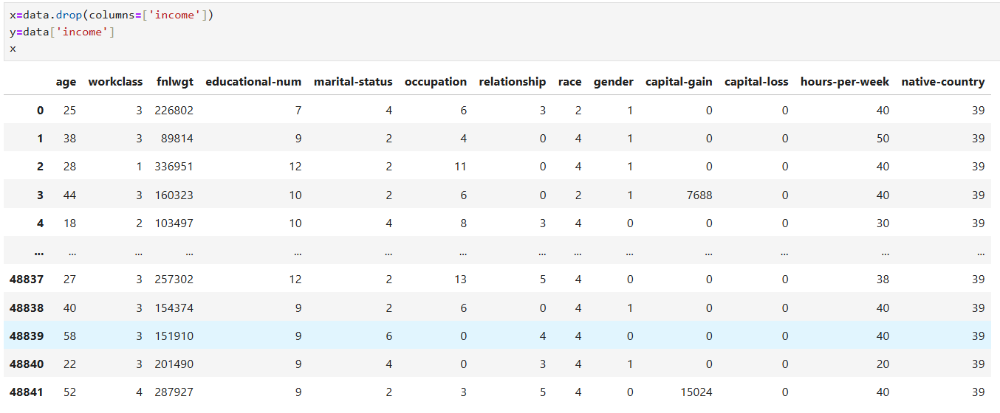 x=data.drop(columns=['income'])
y=data['income']
x
age workclass fnlwgt educational-num marital-status occupation relationship race gender capital-gain capital-loss hours-per-week native-country
0 25 3 226802 7 4 6 3 2 1 0 0 40 39
1 38 3 89814 9 2 4 0 4 1 0 0 50 39
2 28 1 336951 12 2 11 0 4 1 0 0 40 39
3 44 3 160323 10 2 6 0 2 1 7688 0 40 39
4 18 2 103497 10 4 8 3 4 0 0 0 30 39
... ... ... ... ... ... ... ... ... ... ... ... ... ...
48837 27 3 257302 12 2 13 5 4 0 0 0 38 39
48838 40 3 154374 9 2 6 0 4 1 0 0 40 39
48839 58 3 151910 9 6 0 4 4 0 0 0 40 39
48840 22 3 201490 9 4 0 3 4 1 0 0 20 39
48841 52 4 287927 9 2 3 5 4 0 15024 0 40 39